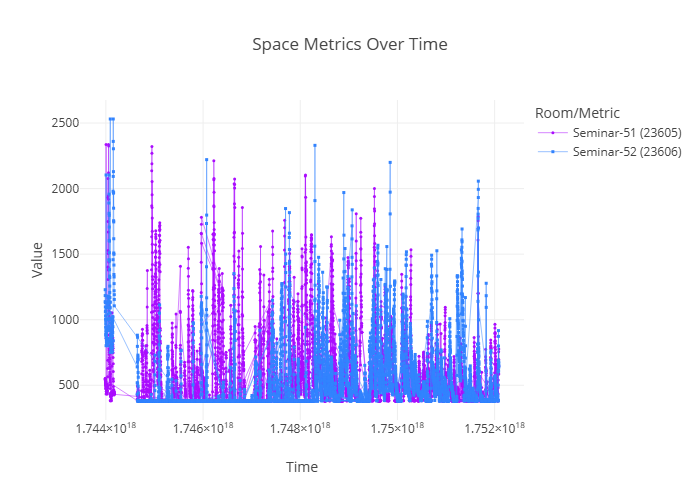 Space Metrics Over Time
Room/Metric
Seminar-51 (23605)
Seminar-52 (23606)
2500
2000
1500
1000
500
Value
1.744×10¹⁸
1.746×10¹⁸
1.748×10¹⁸
1.75×10¹⁸
1.752×10¹⁸
Time